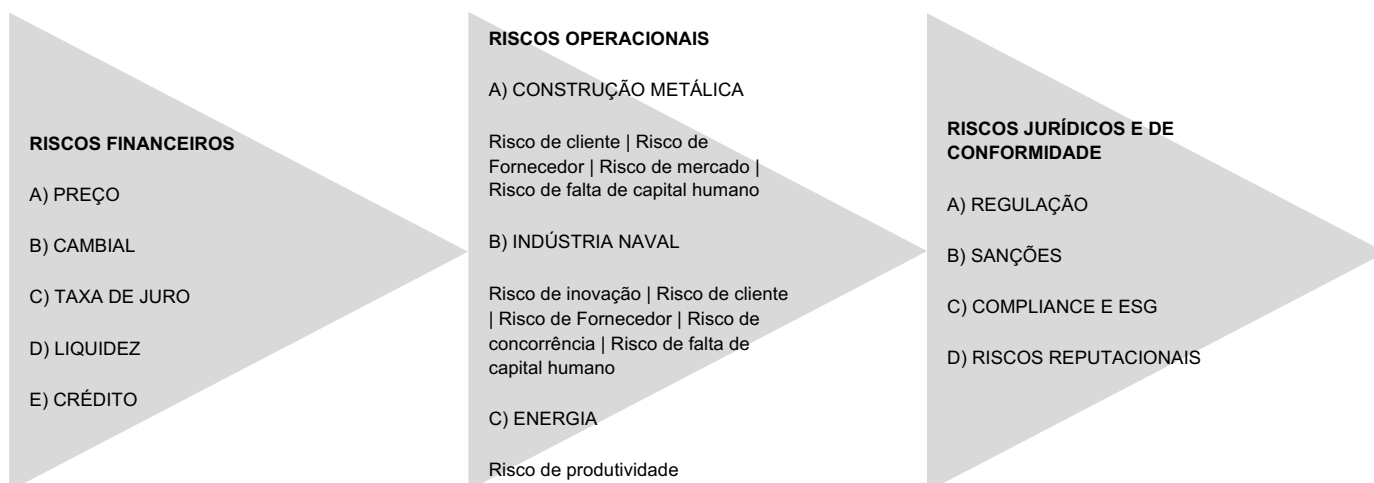 RISCOS FINANCEIROS
A) PREÇO
B) CAMBIAL
C) TAXA DE JURO
D) LIQUIDEZ
E) CRÉDITO
RISCOS OPERACIONAIS
A) CONSTRUÇÃO METÁLICA
Risco de cliente | Risco de
Fornecedor | Risco de mercado |
Risco de falta de capital humano
B) INDÚSTRIA NAVAL
Risco de inovação | Risco de cliente
| Risco de Fornecedor | Risco de
concorrência | Risco de falta de
capital humano
C) ENERGIA
Risco de produtividade
RISCOS JURÍDICOS E DE
CONFORMIDADE
A) REGULAÇÃO
B) SANÇÕES
C) COMPLIANCE E ESG
D) RISCOS REPUTACIONAIS